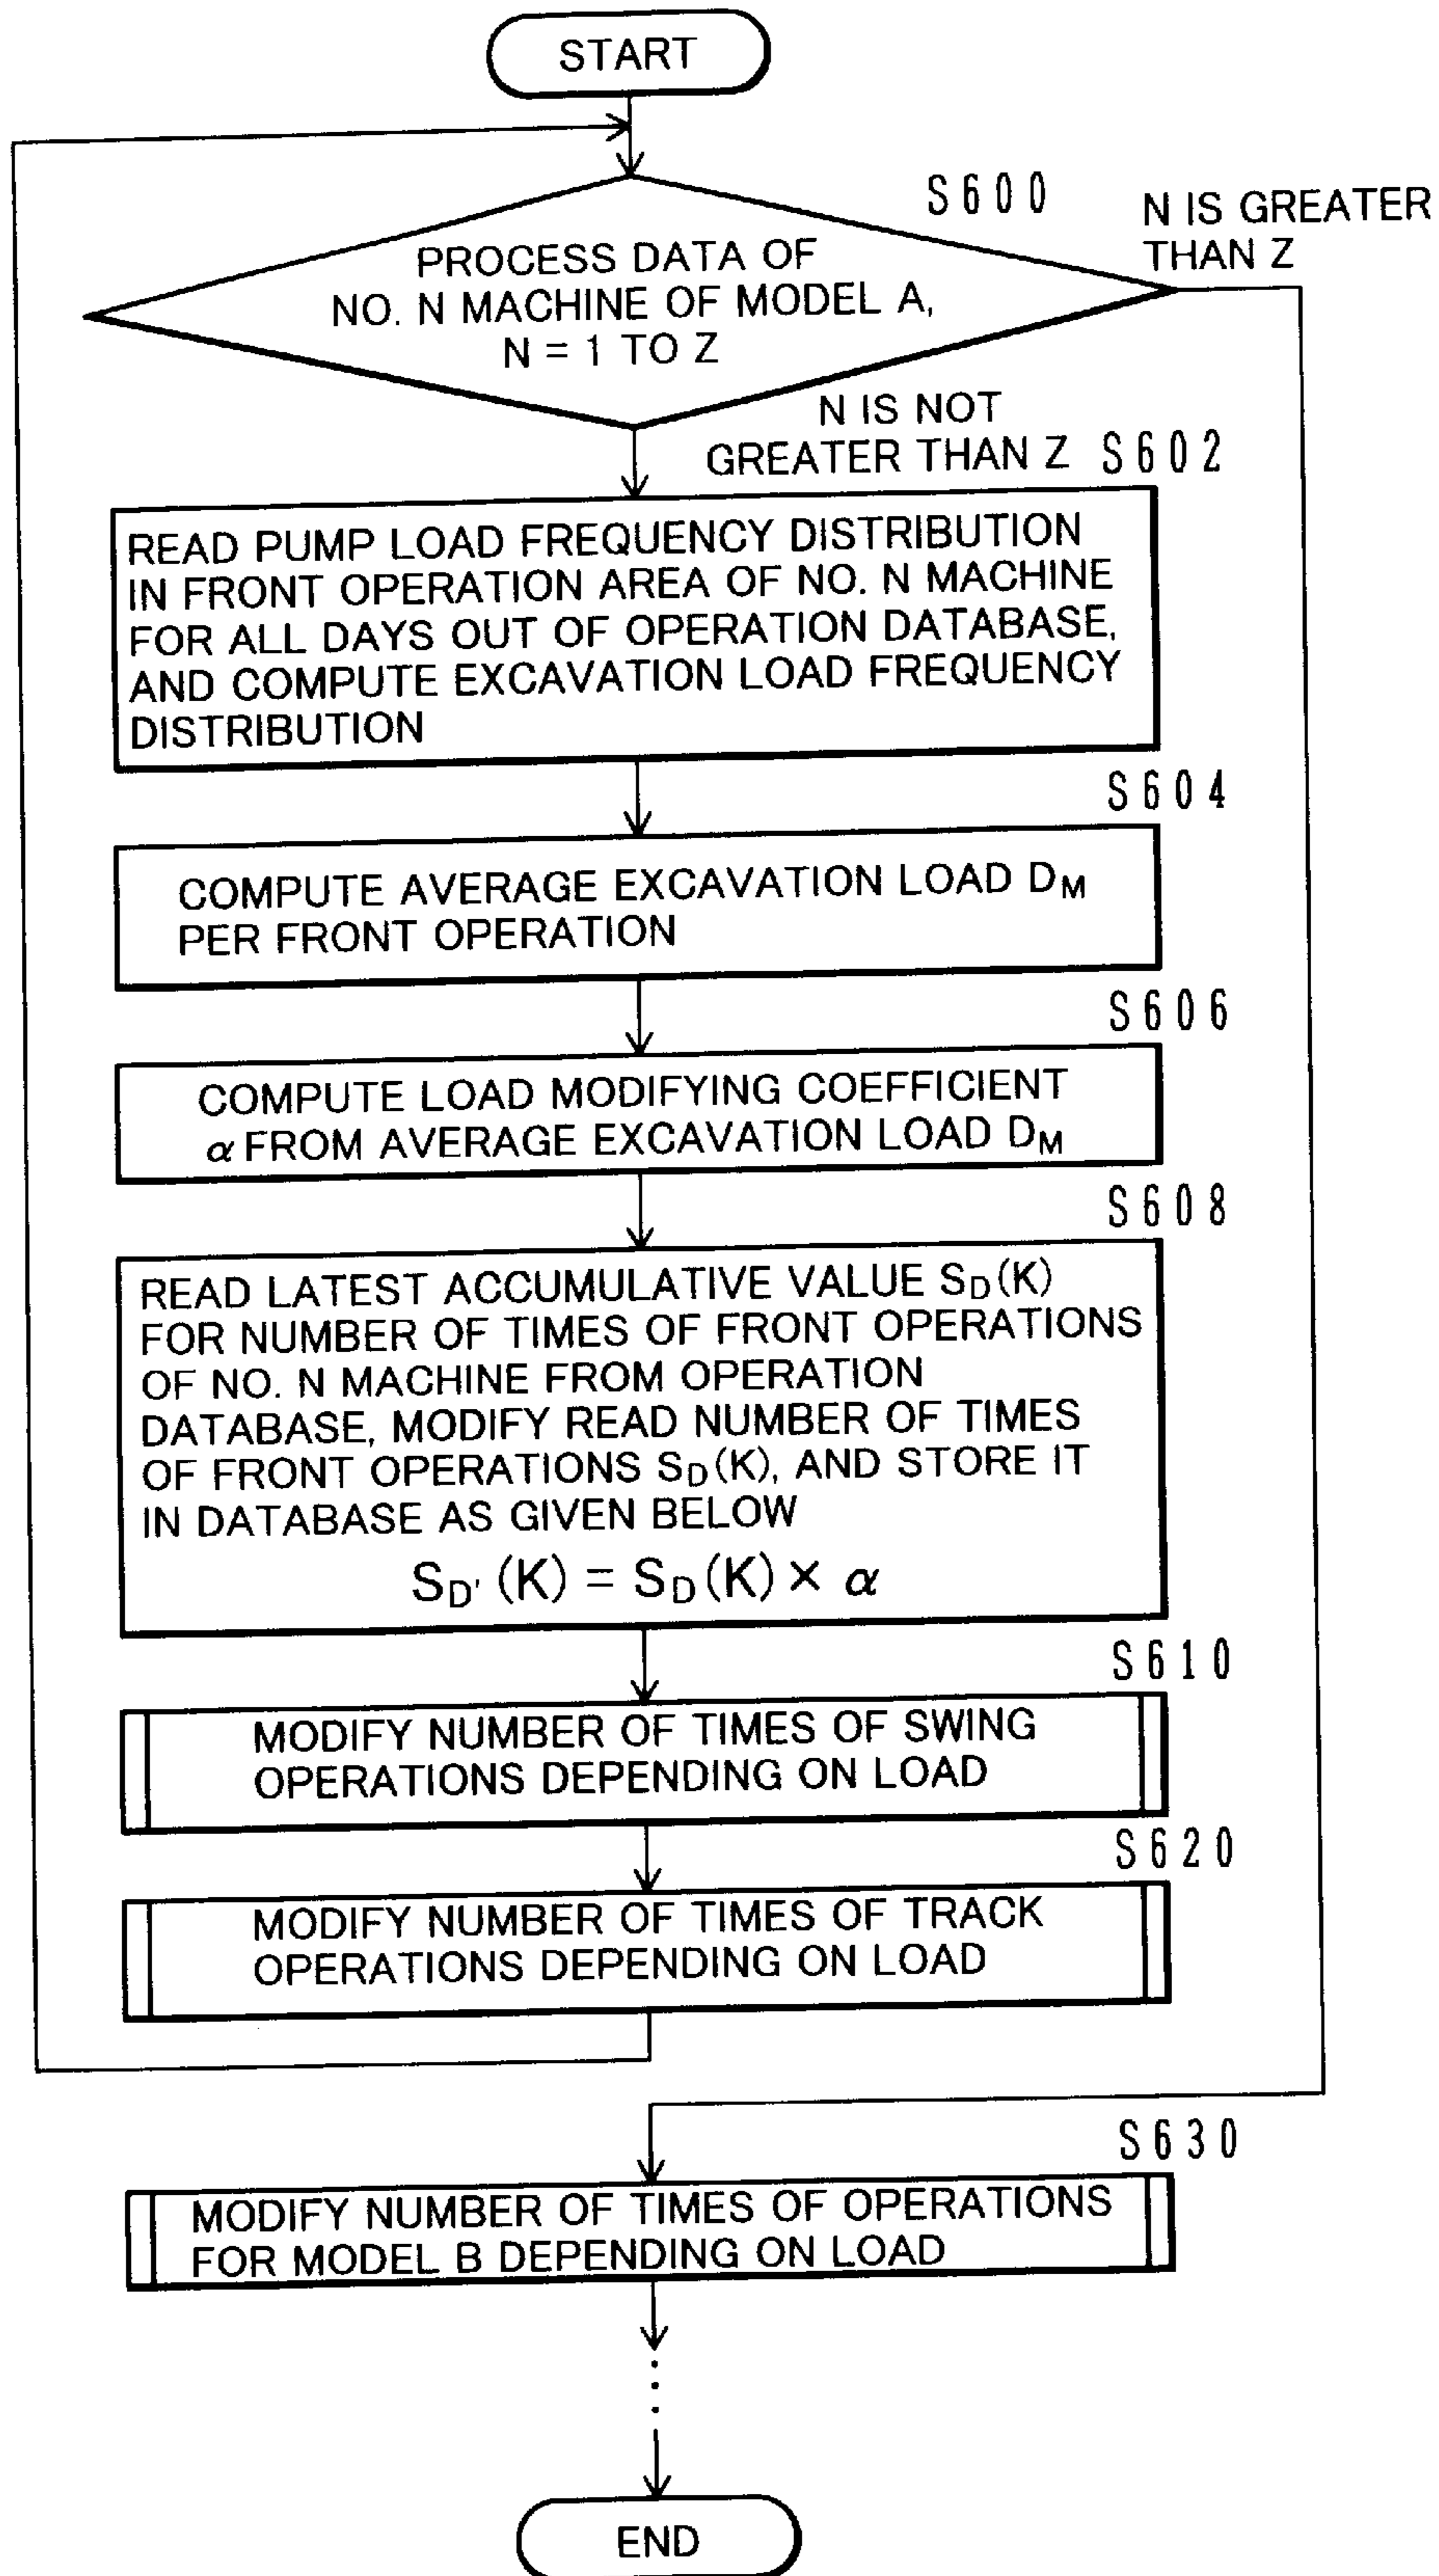 START
S600
N IS GREATER
THAN Z
PROCESS DATA OF
NO. N MACHINE OF MODEL A,
N = 1 TO Z
N IS NOT
GREATER THAN Z
S602
READ PUMP LOAD FREQUENCY DISTRIBUTION
IN FRONT OPERATION AREA OF NO. N MACHINE
FOR ALL DAYS OUT OF OPERATION DATABASE,
AND COMPUTE EXCAVATION LOAD FREQUENCY
DISTRIBUTION
S604
COMPUTE AVERAGE EXCAVATION LOAD DM
PER FRONT OPERATION
S606
COMPUTE LOAD MODIFYING COEFFICIENT
α FROM AVERAGE EXCAVATION LOAD DM
S608
READ LATEST ACCUMULATIVE VALUE SD(K)
FOR NUMBER OF TIMES OF FRONT OPERATIONS
OF NO. N MACHINE FROM OPERATION
DATABASE, MODIFY READ NUMBER OF TIMES
OF FRONT OPERATIONS SD(K), AND STORE IT
IN DATABASE AS GIVEN BELOW
SD' (K) = SD (K) × α
S610
MODIFY NUMBER OF TIMES OF SWING
OPERATIONS DEPENDING ON LOAD
S620
MODIFY NUMBER OF TIMES OF TRACK
OPERATIONS DEPENDING ON LOAD
S630
MODIFY NUMBER OF TIMES OF OPERATIONS
FOR MODEL B DEPENDING ON LOAD
END